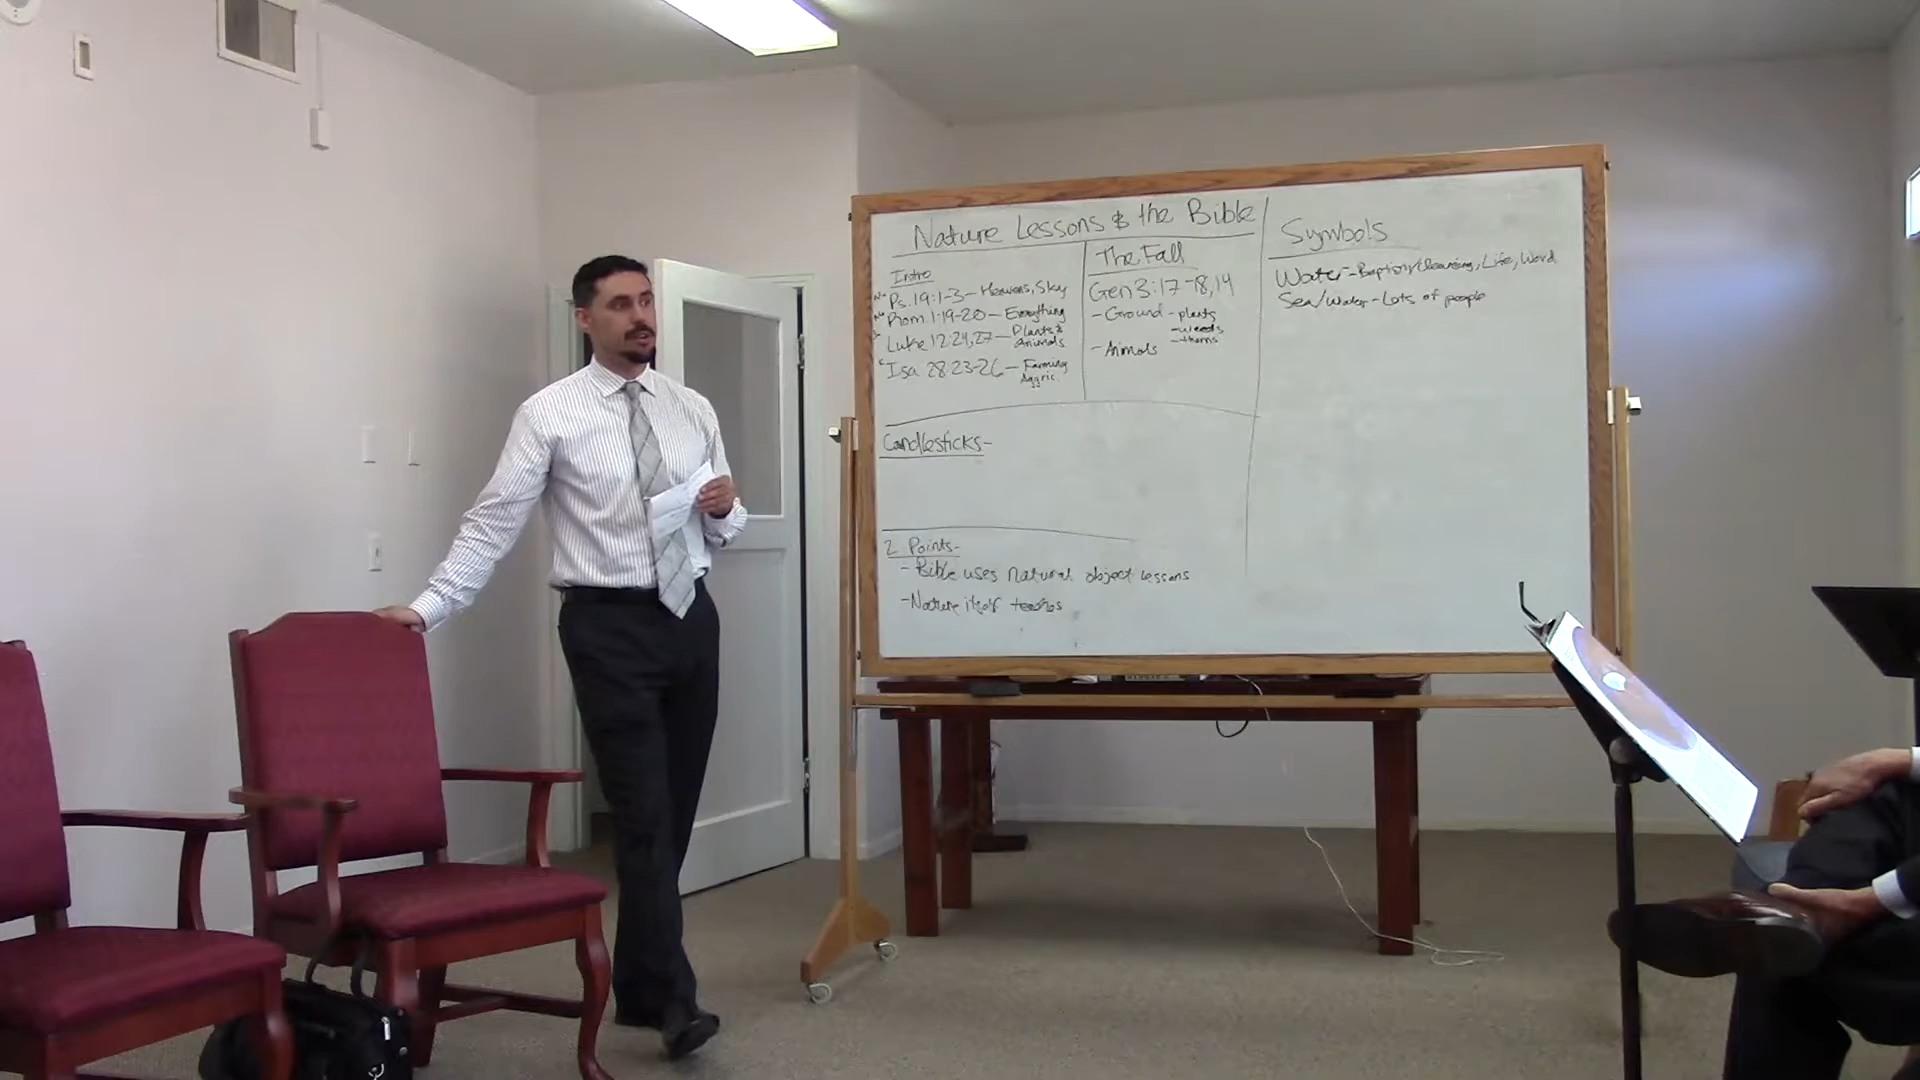 Nature Lessons & the Bible
Intro
Ps. 19:1-3 - Heavens, Sky
Rom. 1:19-20 - Everything
Luke 12:24,27 - Plants & Animals
Isa 28:23-26 - Farming Aggric.
The Fall
Gen 3:17-18,14
- Ground - plants
- weeds
- thorns
- Animals
Symbols
Water - Baptism/Cleansing, Life, Word
Sea/Water - Lots of people
Candlesticks-
2 Points-
- Bible uses natural object lessons
- Nature itself teaches